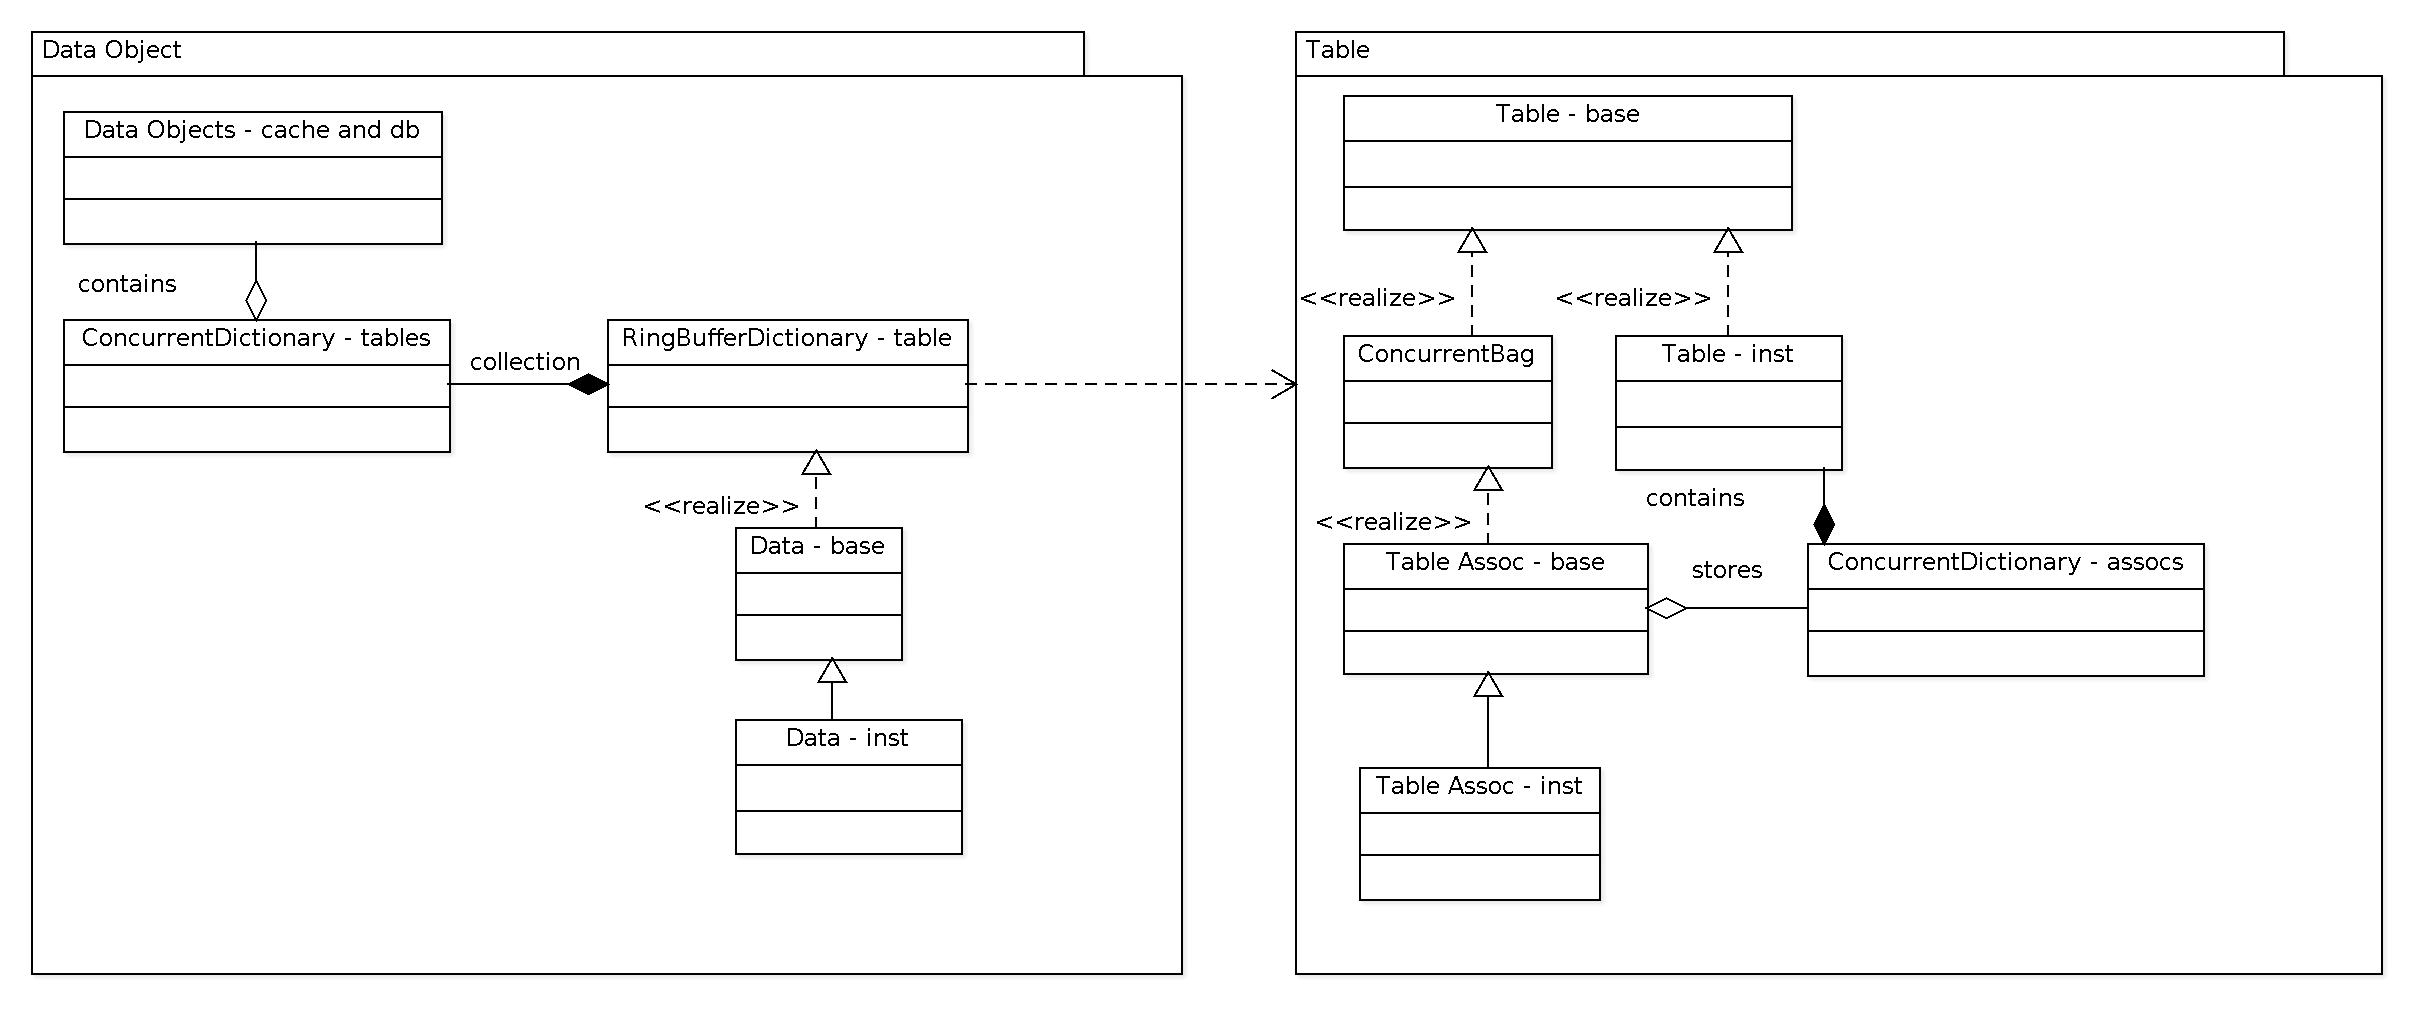 Data Object
Data Objects - cache and db
contains
ConcurrentDictionary - tables
collection
RingBufferDictionary - table
<<realize>>
Data - base
Data - inst
Table
Table - base
<<realize>>
<<realize>>
ConcurrentBag
Table - inst
<<realize>>
contains
Table Assoc - base
stores
ConcurrentDictionary - assocs
Table Assoc - inst